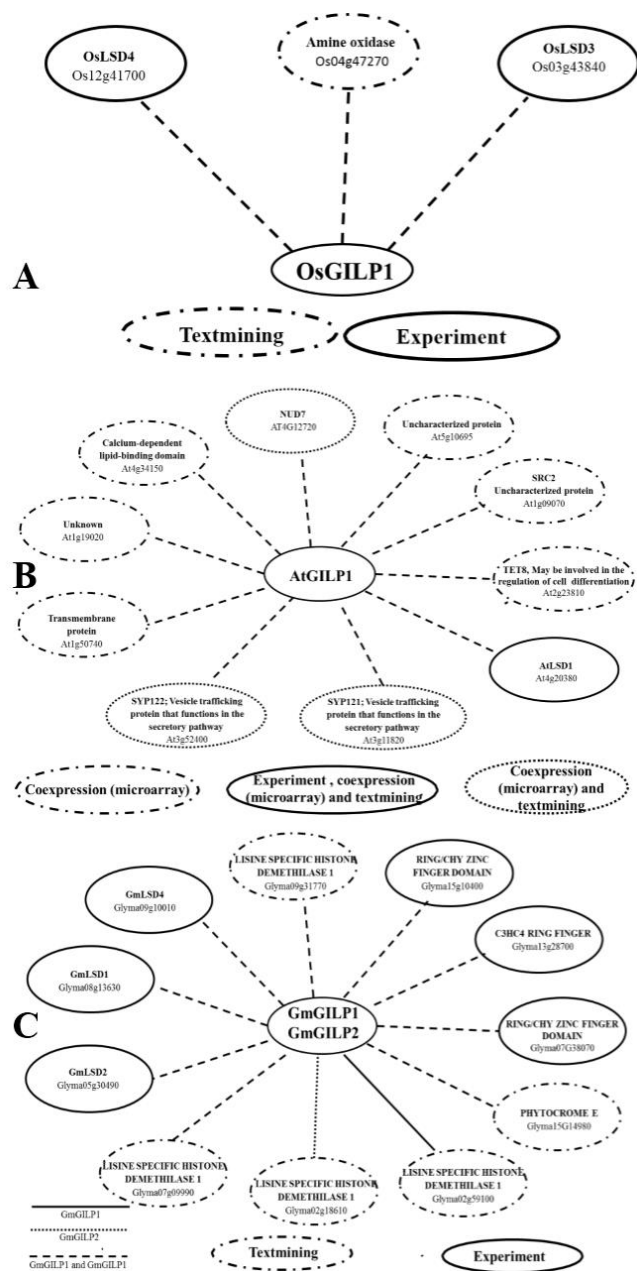 OsLSD4
Os12g41700
Amine oxidase
Os04g47270
OsLSD3
Os03g43840
OsGILP1
A
Textmining
Experiment
NUD7
AT4G12720
Uncharacterized protein
At5g10695
Calcium-dependent
lipid-binding domain
At4g34150
SRC2
Uncharacterized protein
At1g09070
Unknown
At1g19020
B
AtGILP1
TET8, May be involved in the
regulation of cell differentiation
At2g23810
Transmembrane
protein
At1g50740
AtLSD1
At4g20380
SYP122; Vesicle trafficking
protein that functions in the
secretory pathway
At3g52400
SYP121; Vesicle trafficking
protein that functions in the
secretory pathway
At3g11820
Coexpression (microarray)
Experiment , coexpression
(microarray) and textmining
Coexpression
(microarray) and
textmining
LISINE SPECIFIC HISTONE
DEMETHILASE 1
Glyma09g31770
RING/CHY ZINC
FINGER DOMAIN
Glyma15g10400
GmLSD4
Glyma09g10010
C3HC4 RING FINGER
Glyma13g28700
GmLSD1
Glyma08g13630
C
GmGILP1
GmGILP2
RING/CHY ZINC FINGER
DOMAIN
Glyma07G38070
GmLSD2
Glyma05g30490
PHYTOCROME E
Glyma15G14980
LISINE SPECIFIC HISTONE
DEMETHILASE 1
Glyma07g09990
LISINE SPECIFIC HISTONE
DEMETHILASE 1
Glyma02g18610
LISINE SPECIFIC HISTONE
DEMETHILASE 1
Glyma02g59100
GmGILP1
GmGILP2
GmGILP1 and GmGILP1
Textmining
Experiment